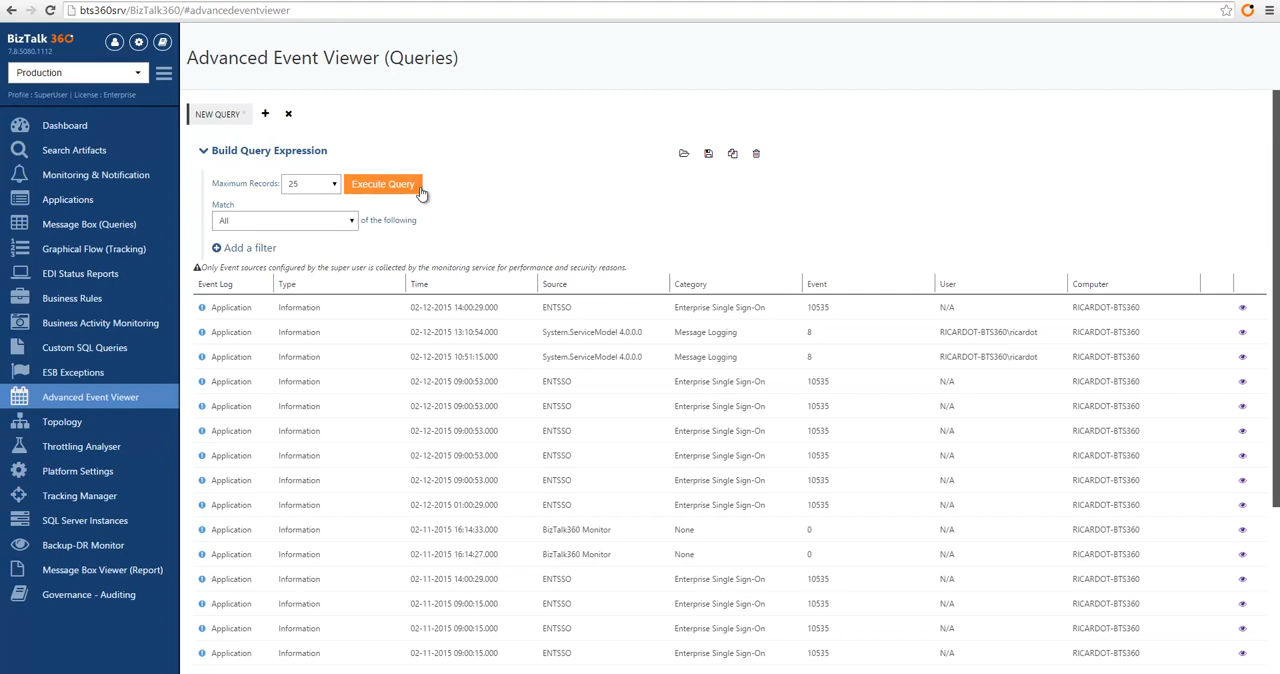 bts360srv/BizTalk360/#advancedeventviewer
BizTalk 360
7.8.5080.1112
Production
Profile : SuperUser | License : Enterprise
Dashboard
Search Artifacts
Monitoring & Notification
Applications
Message Box (Queries)
Graphical Flow (Tracking)
EDI Status Reports
Business Rules
Business Activity Monitoring
Custom SQL Queries
ESB Exceptions
Advanced Event Viewer
Topology
Throttling Analyser
Platform Settings
Tracking Manager
SQL Server Instances
Backup-DR Monitor
Message Box Viewer (Report)
Governance - Auditing
Advanced Event Viewer (Queries)
NEW QUERY*
Build Query Expression
Maximum Records: 25 Execute Query
Match
All of the following
Add a filter
Only Event sources configured by the super user is collected by the monitoring service for performance and security reasons.
Event Log Type Time Source Category Event User Computer
Application Information 02-12-2015 14:00:29.000 ENTSSO Enterprise Single Sign-On 10535 N/A RICARDOT-BTS360
Application Information 02-12-2015 13:10:54.000 System.ServiceModel 4.0.0.0 Message Logging 8 RICARDOT-BTS360\ricardot RICARDOT-BTS360
Application Information 02-12-2015 10:51:15.000 System.ServiceModel 4.0.0.0 Message Logging 8 RICARDOT-BTS360\ricardot RICARDOT-BTS360
Application Information 02-12-2015 09:00:53.000 ENTSSO Enterprise Single Sign-On 10535 N/A RICARDOT-BTS360
Application Information 02-12-2015 09:00:53.000 ENTSSO Enterprise Single Sign-On 10535 N/A RICARDOT-BTS360
Application Information 02-12-2015 09:00:53.000 ENTSSO Enterprise Single Sign-On 10535 N/A RICARDOT-BTS360
Application Information 02-12-2015 09:00:53.000 ENTSSO Enterprise Single Sign-On 10535 N/A RICARDOT-BTS360
Application Information 02-12-2015 09:00:53.000 ENTSSO Enterprise Single Sign-On 10535 N/A RICARDOT-BTS360
Application Information 02-12-2015 01:00:29.000 ENTSSO Enterprise Single Sign-On 10535 N/A RICARDOT-BTS360
Application Information 02-11-2015 16:14:33.000 BizTalk360 Monitor None 0 N/A RICARDOT-BTS360
Application Information 02-11-2015 16:14:27.000 BizTalk360 Monitor None 0 N/A RICARDOT-BTS360
Application Information 02-11-2015 14:00:29.000 ENTSSO Enterprise Single Sign-On 10535 N/A RICARDOT-BTS360
Application Information 02-11-2015 09:00:15.000 ENTSSO Enterprise Single Sign-On 10535 N/A RICARDOT-BTS360
Application Information 02-11-2015 09:00:15.000 ENTSSO Enterprise Single Sign-On 10535 N/A RICARDOT-BTS360
Application Information 02-11-2015 09:00:15.000 ENTSSO Enterprise Single Sign-On 10535 N/A RICARDOT-BTS360